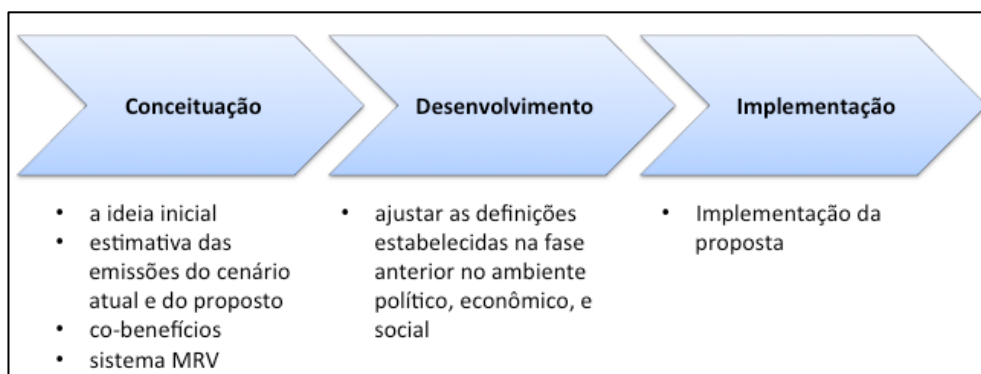 Conceituação
Desenvolvimento
Implementação
• a ideia inicial
• estimativa das
emissões do cenário
atual e do proposto
• co-benefícios
• sistema MRV
• ajustar as definições
estabelecidas na fase
anterior no ambiente
político, econômico, e
social
• Implementação da
proposta